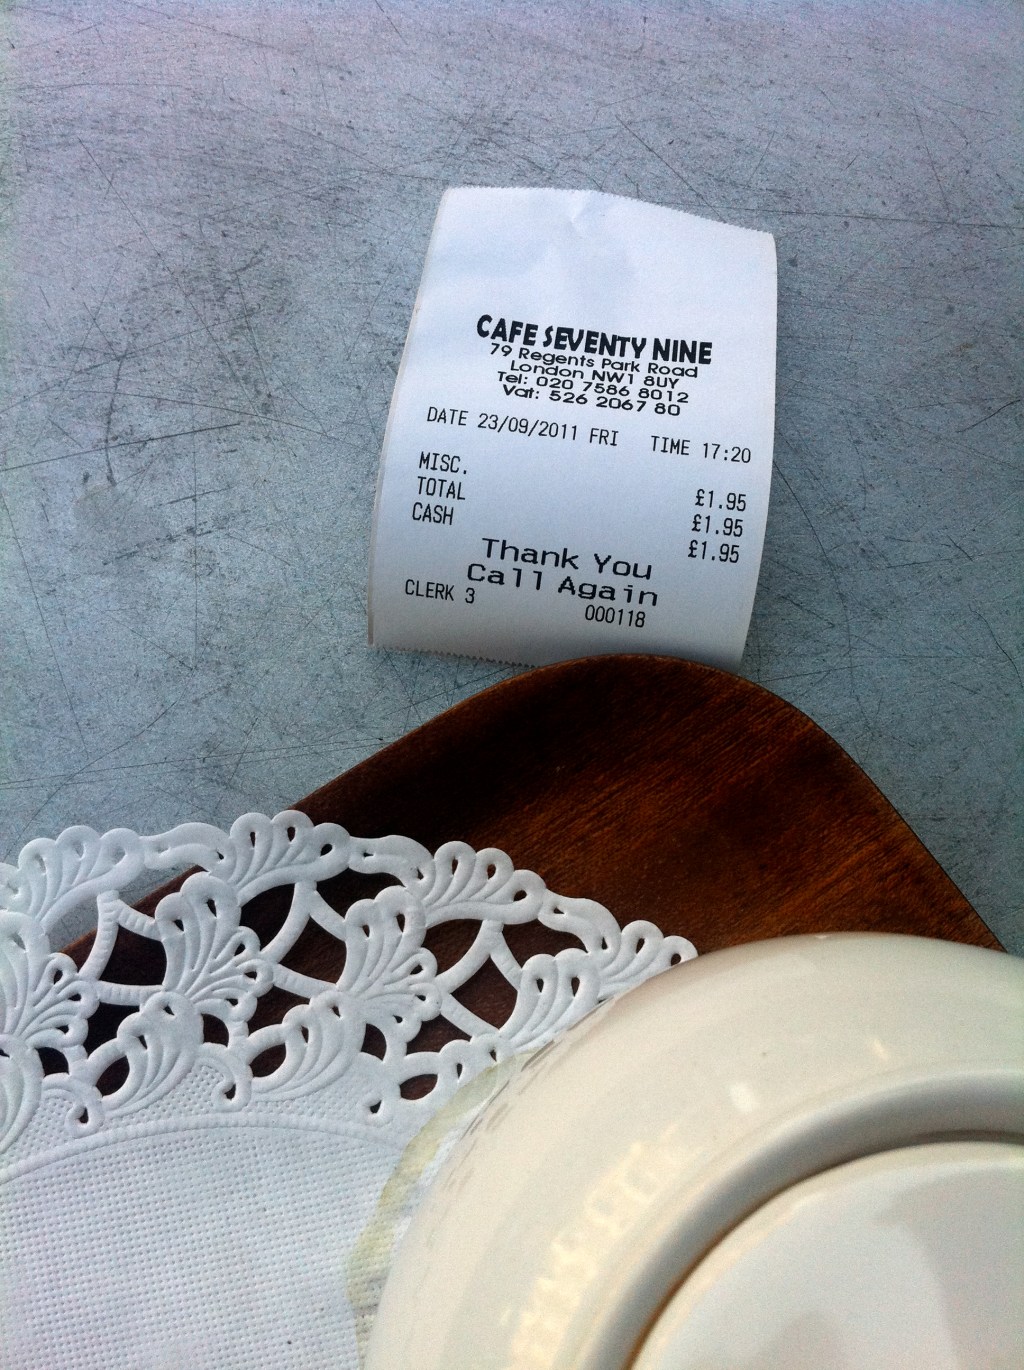 CAFE SEVENTY NINE
79 Regents Park Road
London NW1 8UY
Tel: 020 7586 8012
Vat: 526 2067 80
DATE 23/09/2011 FRI TIME 17:20
MISC. £1.95
TOTAL £1.95
CASH £1.95
Thank You
Call Again
CLERK 3 000118